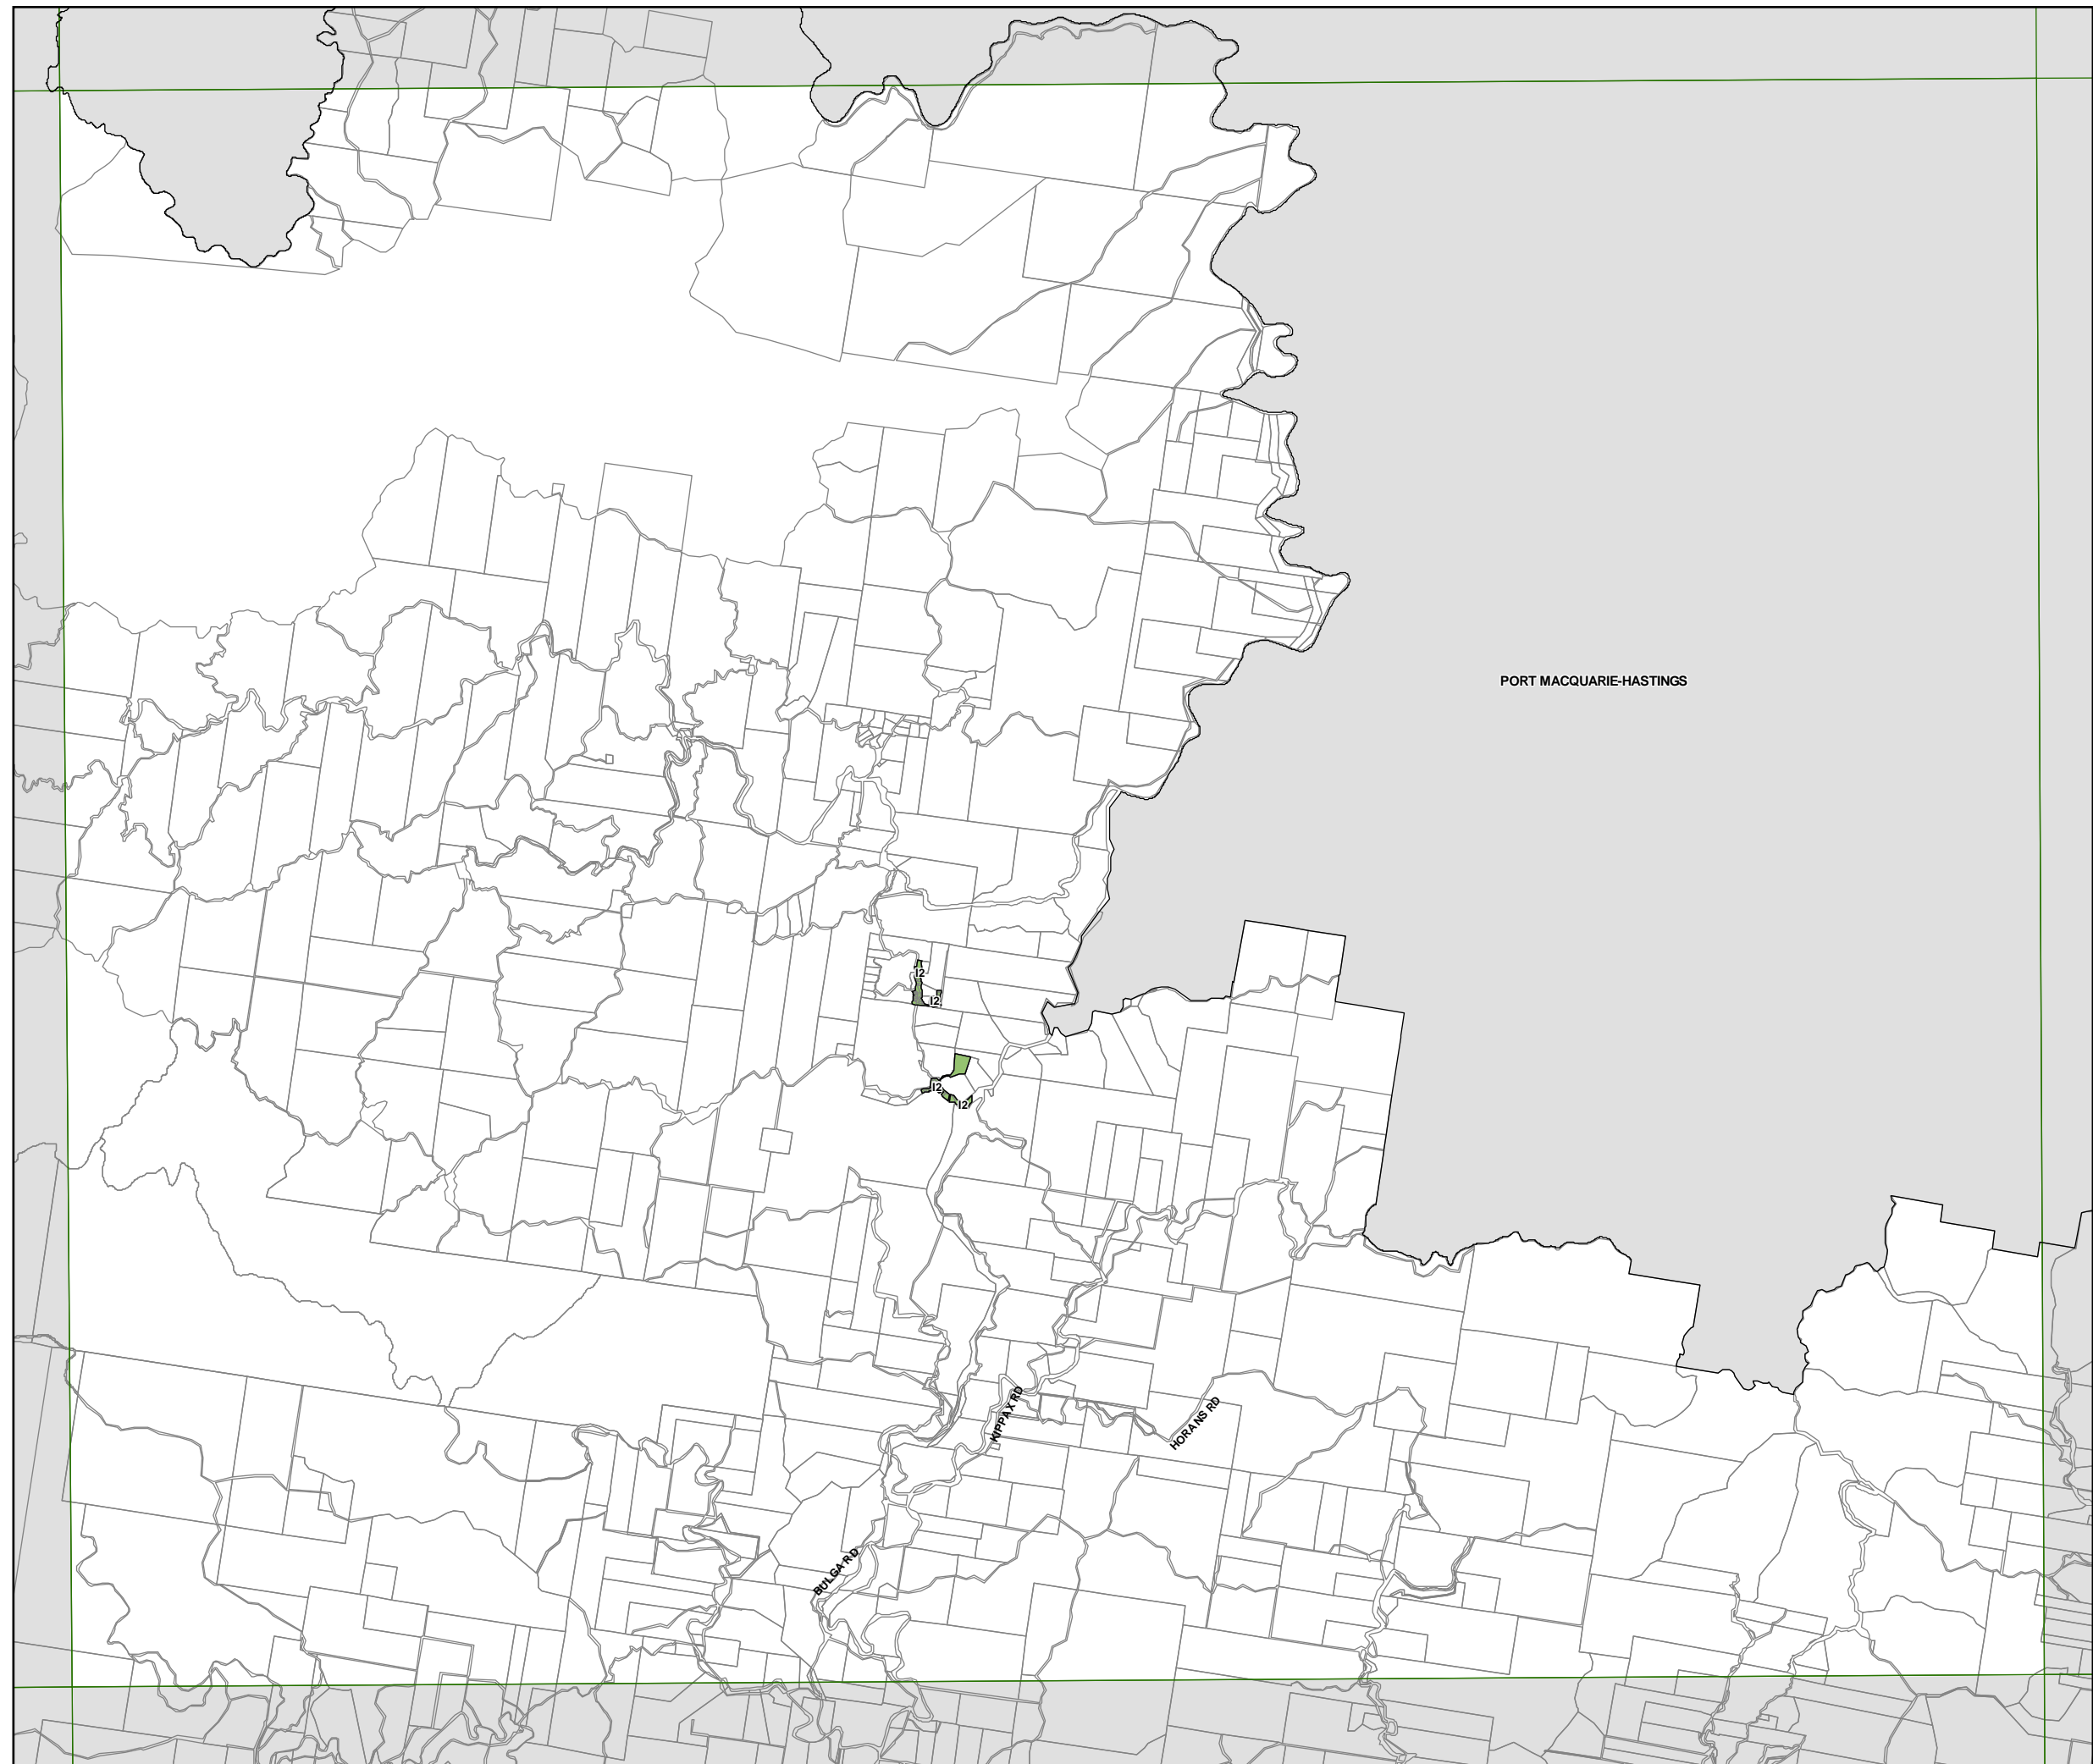 PORT MACQUARIE-HASTINGS
I2
I2
I2
I2
KIPPAX RD
HORANS RD
BULGA RD